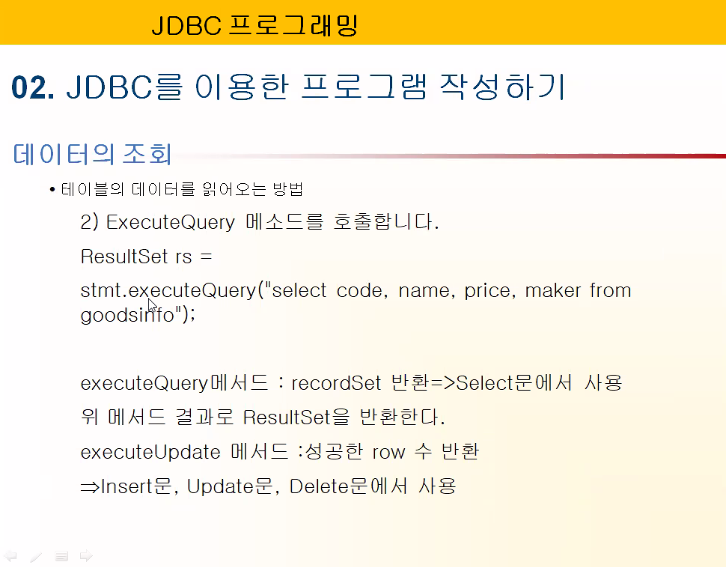 JDBC 프로그래밍
02. JDBC를 이용한 프로그램 작성하기
데이터의 조회
• 테이블의 데이터를 읽어오는 방법
2) ExecuteQuery 메소드를 호출합니다.
ResultSet rs =
stmt.executeQuery("select code, name, price, maker from
goodsinfo");
executeQuery메서드 : recordSet 반환=>Select문에서 사용
위 메서드 결과로 ResultSet을 반환한다.
executeUpdate 메서드 :성공한 row 수 반환
⇒Insert문, Update문, Delete문에서 사용